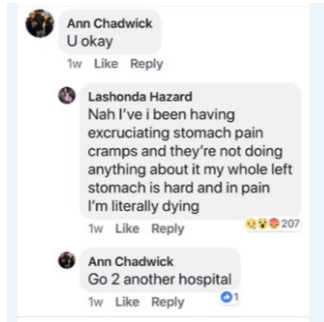 Ann Chadwick
U okay
1w Like Reply
Lashonda Hazard
Nah I've i been having
excruciating stomach pain
cramps and they're not doing
anything about it my whole left
stomach is hard and in pain
I'm literally dying
207
1w Like Reply
Ann Chadwick
Go 2 another hospital
1
1w Like Reply